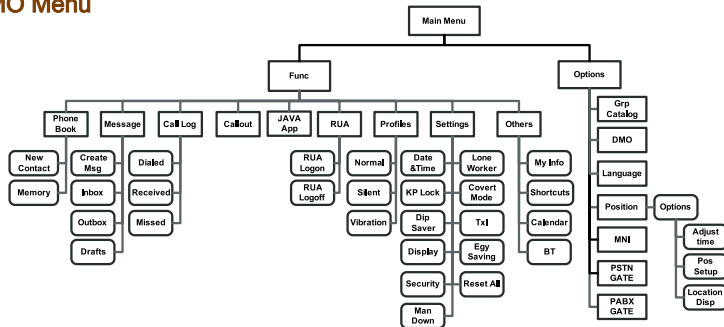 MO Menu
Main Menu
Func
Options
Phone
Book
Message
Call Log
Callout
JAVA
App
RUA
Profiles
Settings
Others
New
Contact
Memory
Create
Msg
Inbox
Outbox
Drafts
Dialed
Received
Missed
RUA
Logon
RUA
Logoff
Normal
Silent
Vibration
Date
&Time
KP Lock
Dip
Saver
Display
Security
Man
Down
Lone
Worker
Covert
Mode
TxI
Egy
Saving
Reset All
My Info
Shortcuts
Calendar
BT
Grp
Catalog
DMO
Language
Position
Options
MNI
PSTN
GATE
PABX
GATE
Adjust
time
Pos
Setup
Location
Disp